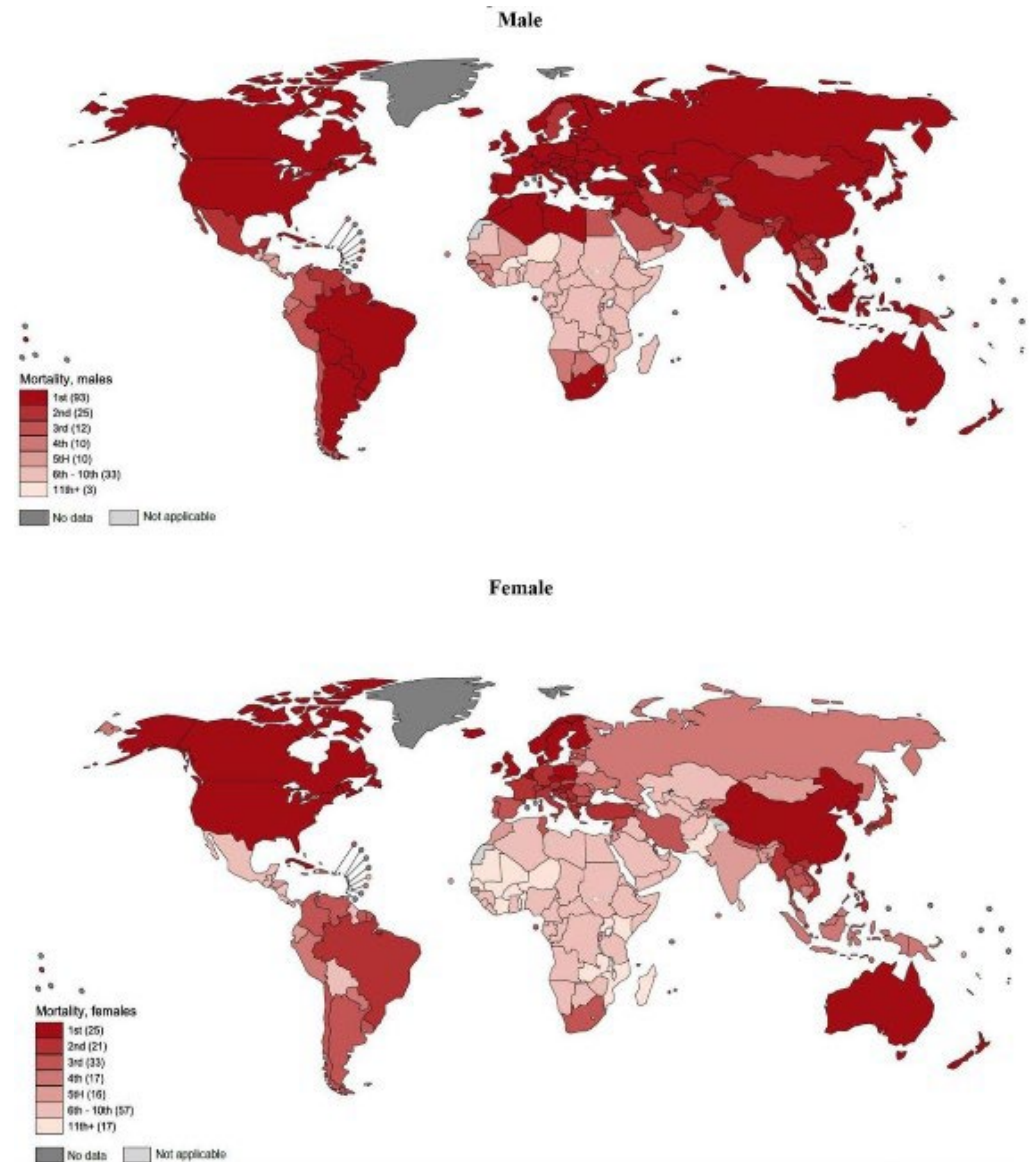 Male
Mortality, males
1st (93)
2nd (25)
3rd (12)
4th (10)
5tH (10)
6th - 10th (33)
11th+ (3)
No data
Not applicable
Female
Mortality, females
1st (25)
2nd (21)
3rd (33)
4th (17)
5tH (16)
6th - 10th (57)
11th+ (17)
No data
Not applicable